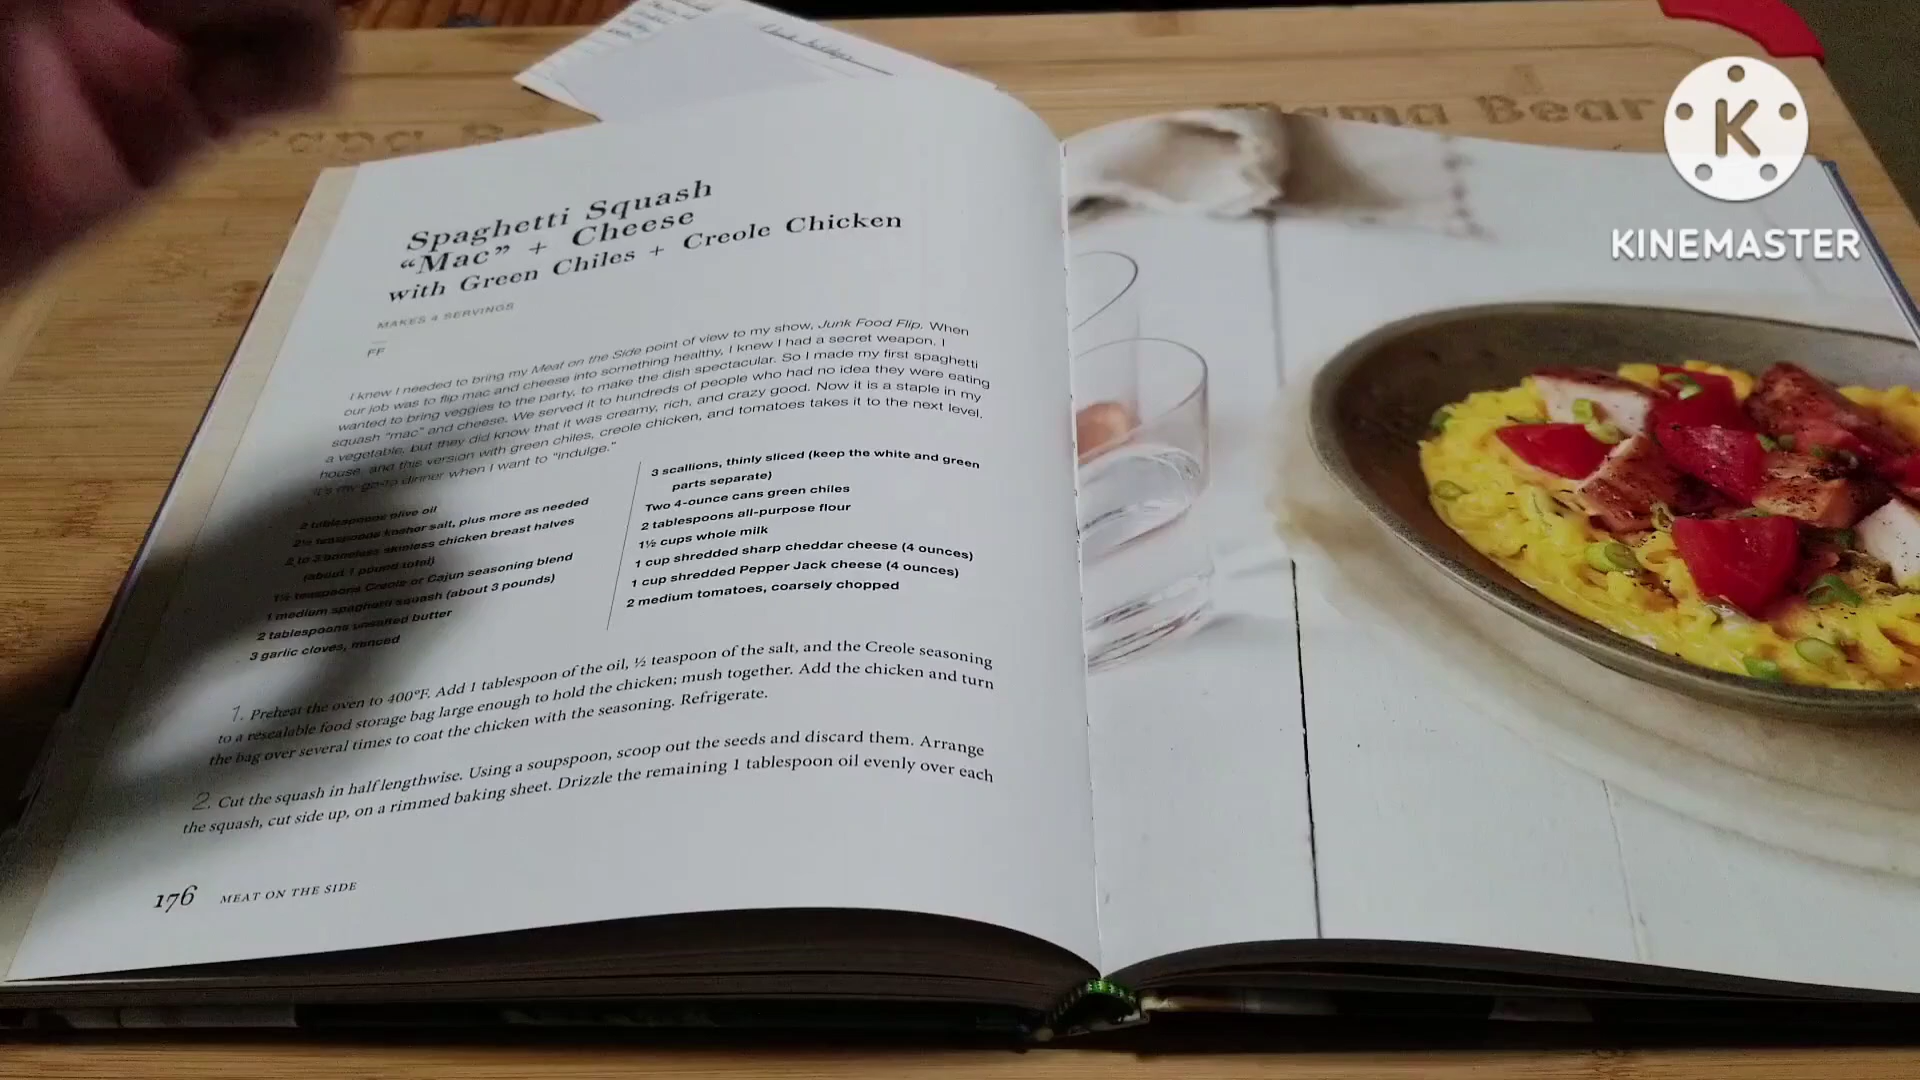 Mama Bear
KINEMASTER
Spaghetti Squash
“Mac” + Cheese
with Green Chiles + Creole Chicken
MAKES 4 SERVINGS
FF
I knew I needed to bring my Meat on the Side point of view to my show, Junk Food Flip. When
our job was to flip mac and cheese into something healthy, I knew I had a secret weapon. I
wanted to bring veggies to the party, to make the dish spectacular. So I made my first spaghetti
squash “mac” and cheese. We served it to hundreds of people who had no idea they were eating
a vegetable, but they did know that it was creamy, rich, and crazy good. Now it is a staple in my
house, and this version with green chiles, creole chicken, and tomatoes takes it to the next level.
It’s my go-to dinner when I want to “indulge.”
2 tablespoons olive oil
2½ teaspoons kosher salt, plus more as needed
2 to 3 boneless skinless chicken breast halves
(about 1 pound total)
1½ teaspoons Creole or Cajun seasoning blend
1 medium spaghetti squash (about 3 pounds)
2 tablespoons unsalted butter
3 garlic cloves, minced
3 scallions, thinly sliced (keep the white and green
parts separate)
Two 4-ounce cans green chiles
2 tablespoons all-purpose flour
1½ cups whole milk
1 cup shredded sharp cheddar cheese (4 ounces)
1 cup shredded Pepper Jack cheese (4 ounces)
2 medium tomatoes, coarsely chopped
1. Preheat the oven to 400°F. Add 1 tablespoon of the oil, ½ teaspoon of the salt, and the Creole seasoning
to a resealable food storage bag large enough to hold the chicken; mush together. Add the chicken and turn
the bag over several times to coat the chicken with the seasoning. Refrigerate.
2. Cut the squash in half lengthwise. Using a soupspoon, scoop out the seeds and discard them. Arrange
the squash, cut side up, on a rimmed baking sheet. Drizzle the remaining 1 tablespoon oil evenly over each
176 MEAT ON THE SIDE